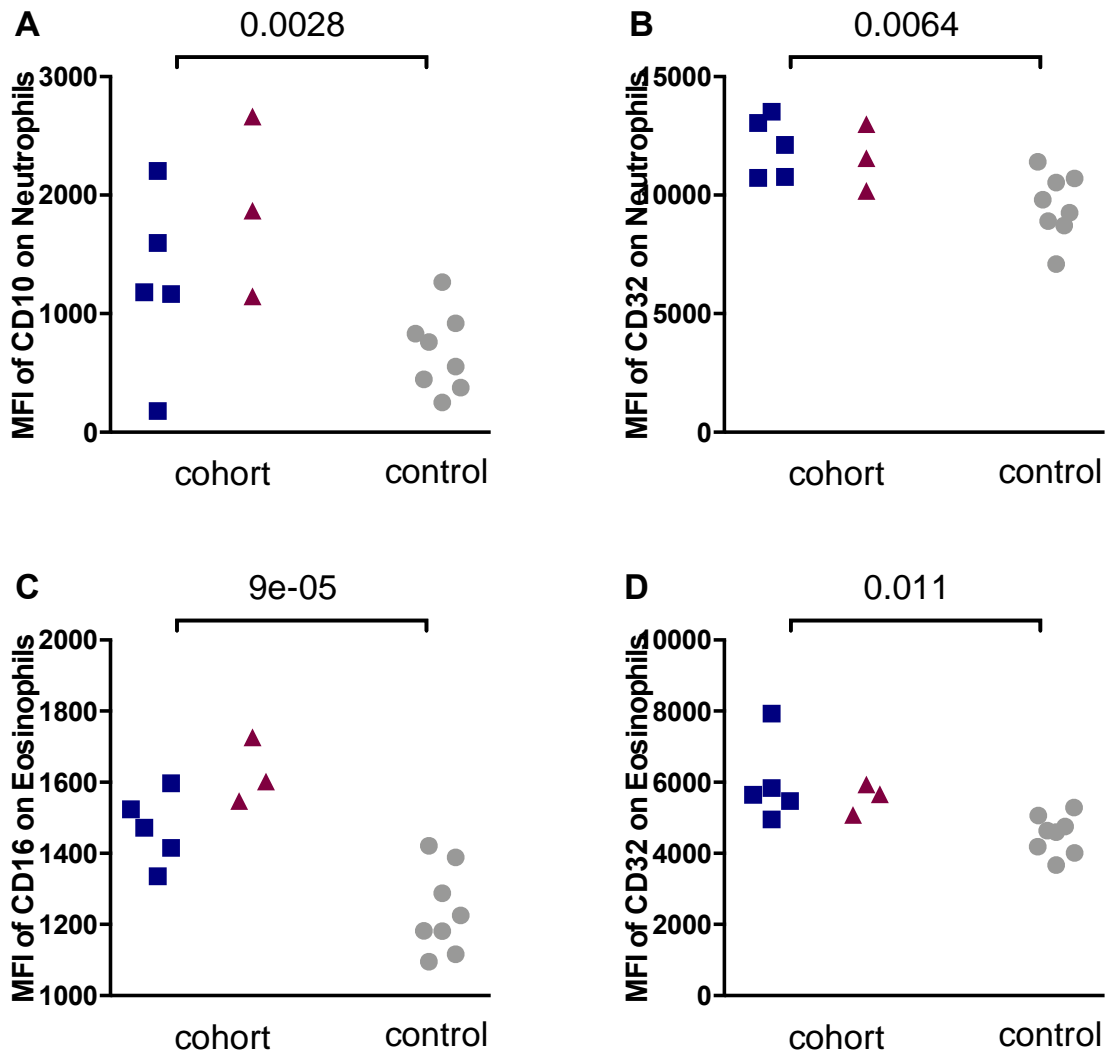 A
0.0028
MFI of CD10 on Neutrophils
3000
2000
1000
0
cohort
control
B
0.0064
MFI of CD32 on Neutrophils
15000
10000
5000
0
cohort
control
C
9e-05
MFI of CD16 on Eosinophils
2000
1800
1600
1400
1200
1000
cohort
control
D
0.011
MFI of CD32 on Eosinophils
10000
8000
6000
4000
2000
0
cohort
control